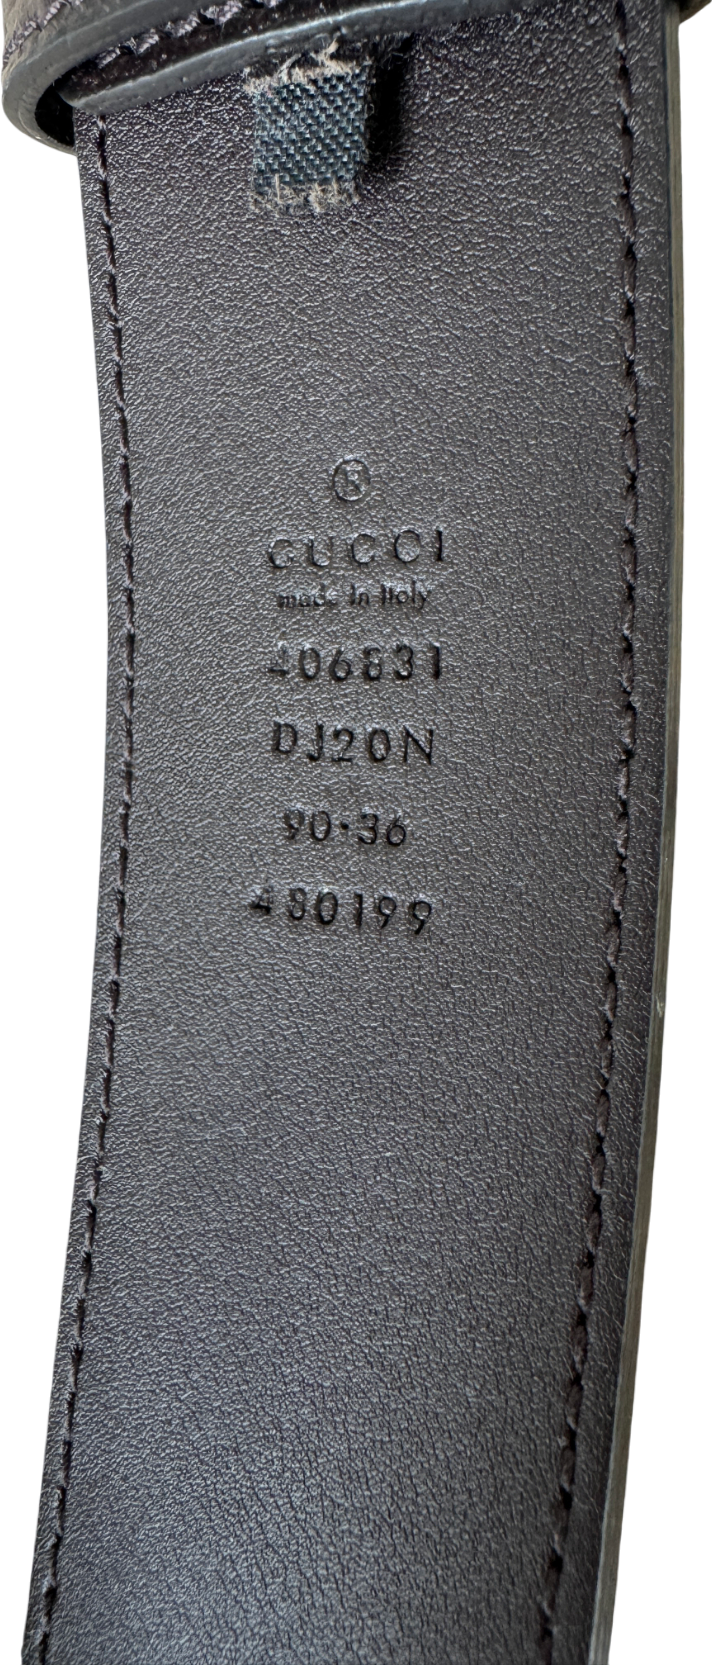 ®
GUCCI
made in Italy
406831
DJ20N
90·36
480199